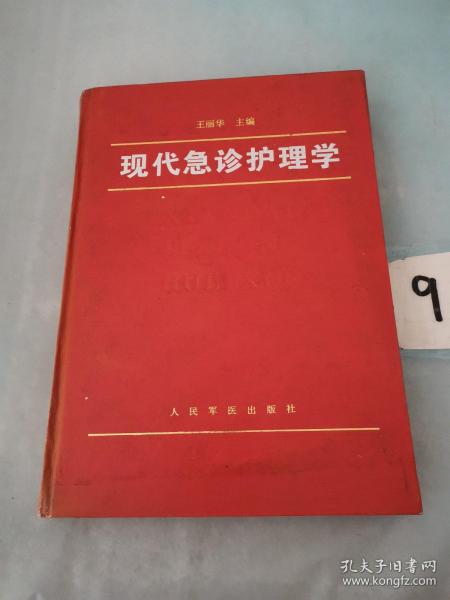 王丽华 主编
现代急诊护理学
9
人民军医出版社
孔夫子旧书网
www.kongfz.com